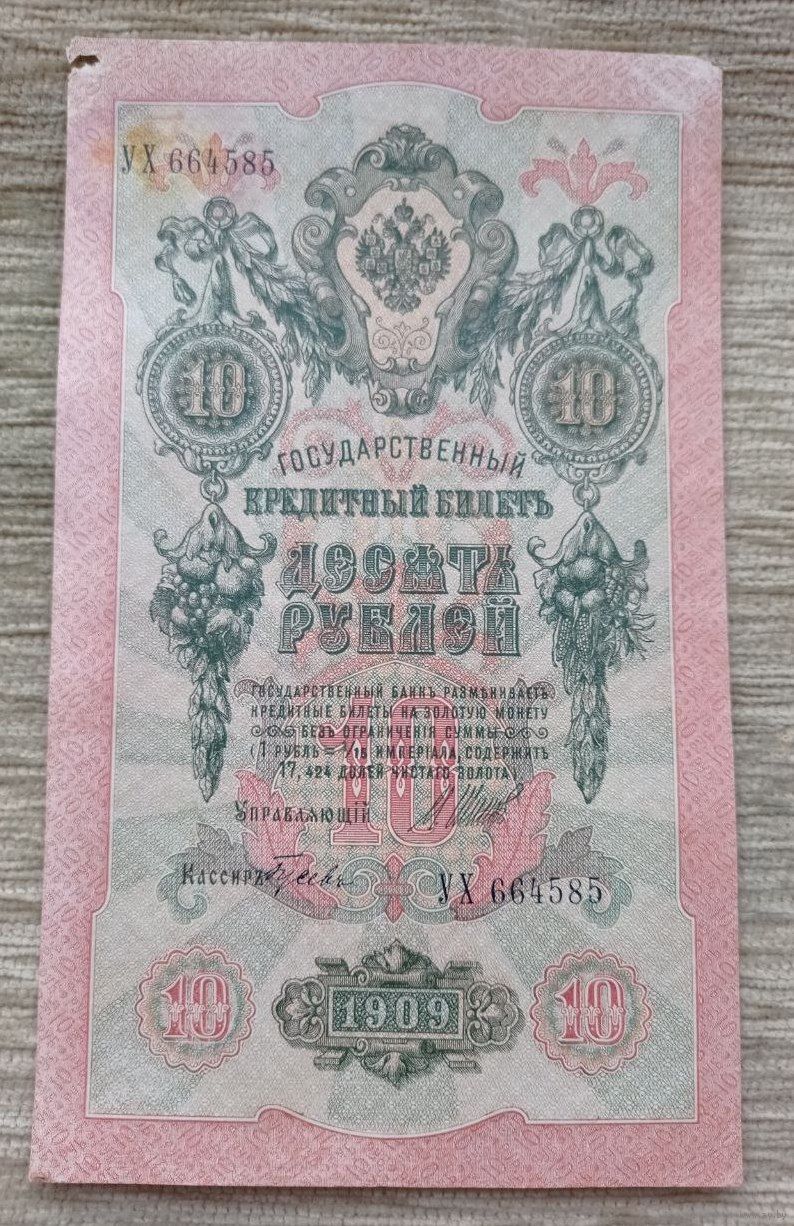 УХ 664585
10 10
ГОСУДАРСТВЕННЫЙ
КРЕДИТНЫЙ БИЛЕТЪ
ДЕСЯТЬ
РУБЛЕЙ
ГОСУДАРСТВЕННЫЙ БАНКЪ РАЗМѢНИВАЕТЪ
КРЕДИТНЫЕ БИЛЕТЫ НА ЗОЛОТУЮ МОНЕТУ
БЕЗЪ ОГРАНИЧЕНІЯ СУММЫ
(1 РУБЛЬ = 1/15 ИМПЕРІАЛА, СОДЕРЖИТЪ
17,424 ДОЛЕЙ ЧИСТАГО ЗОЛОТА)
10
УПРАВЛЯЮЩІЙ
КАССИРЪ Гусевъ
УХ 664585
10 1909 10